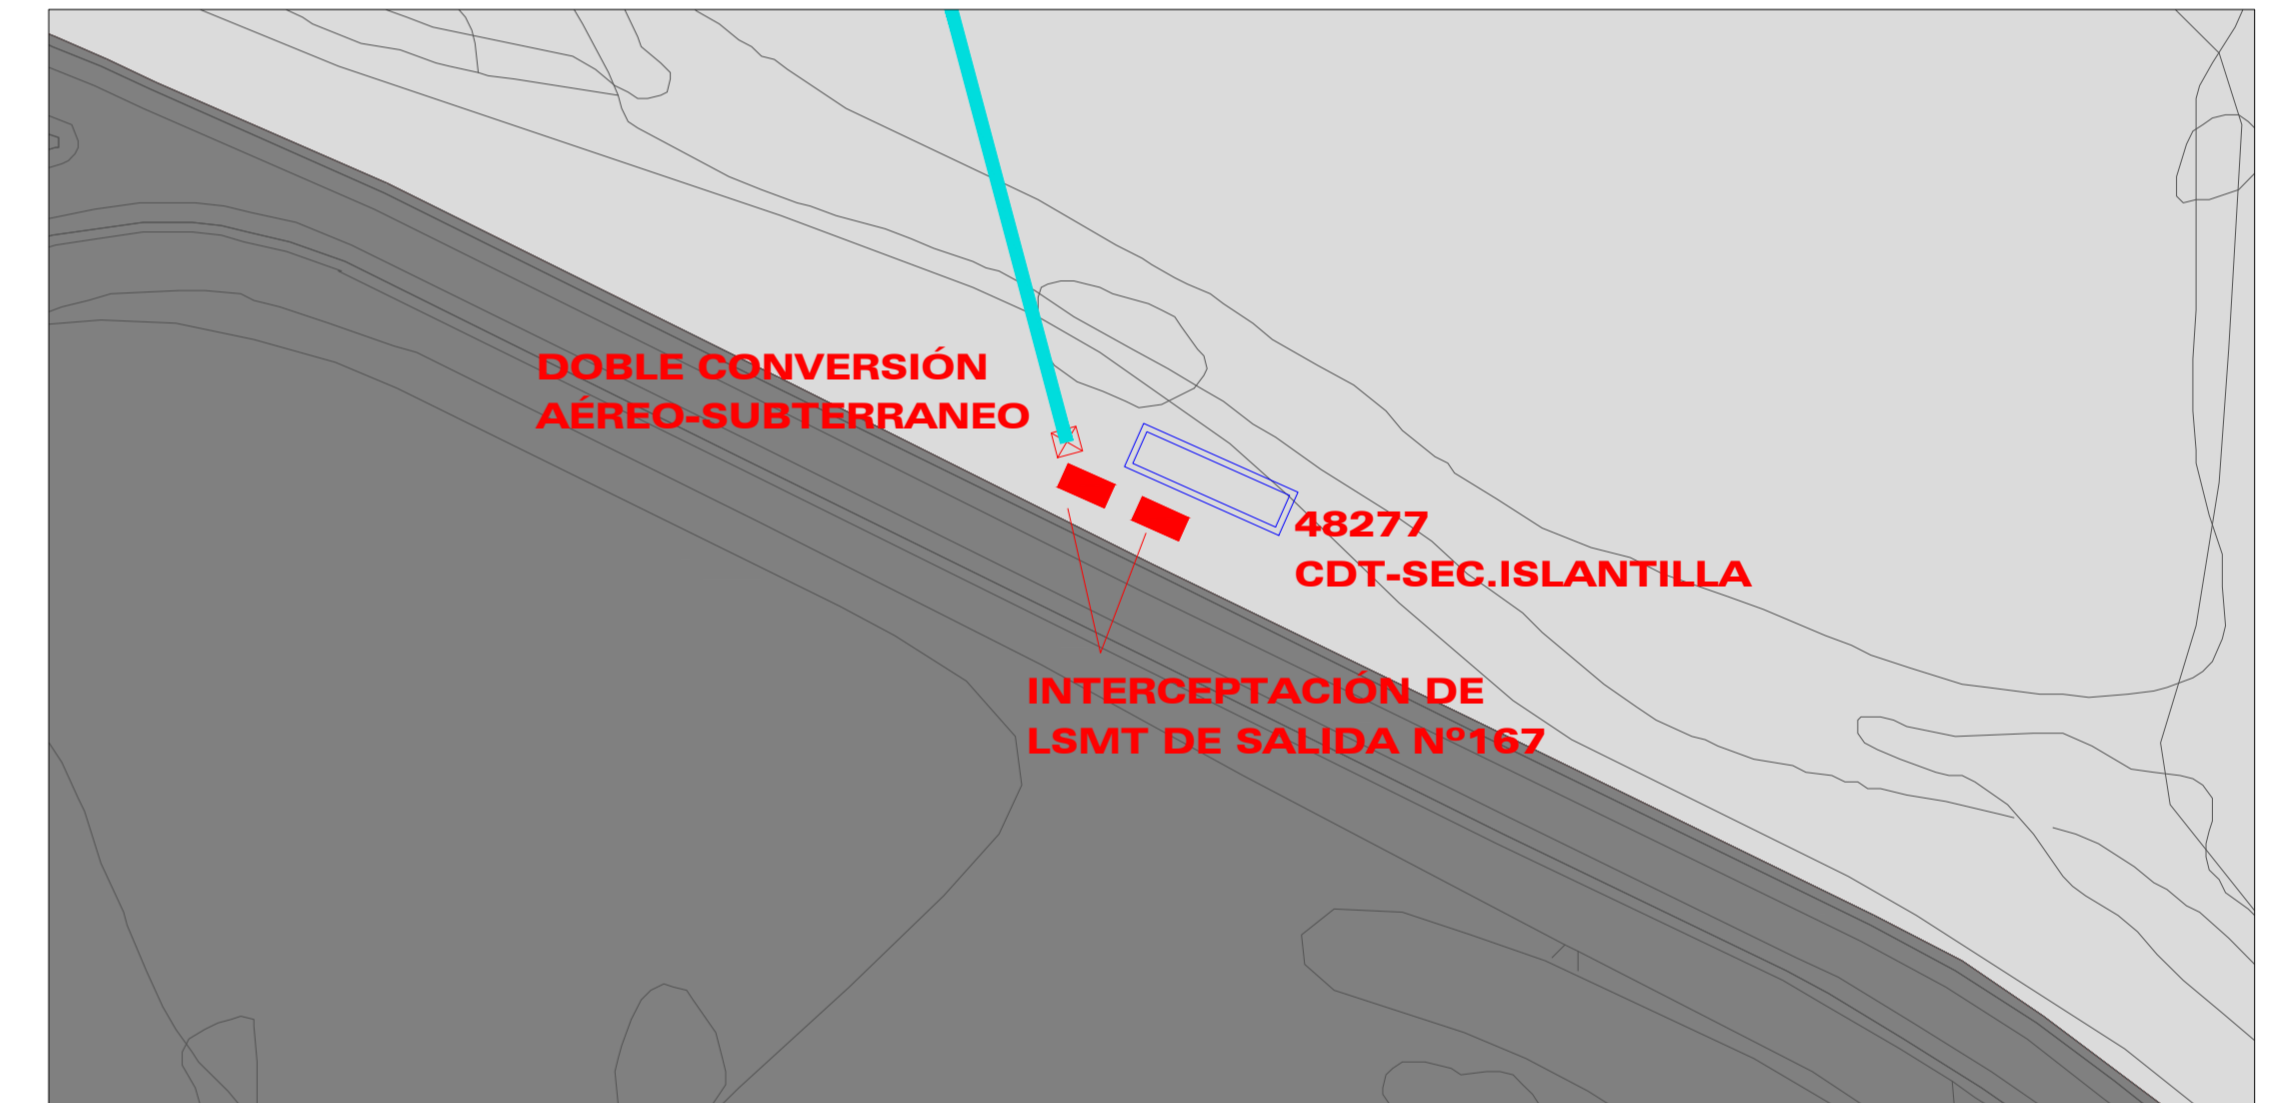 DOBLE CONVERSIÓN
AÉREO-SUBTERRANEO
48277
CDT-SEC.ISLANTILLA
INTERCEPTACIÓN DE
LSMT DE SALIDA Nº167